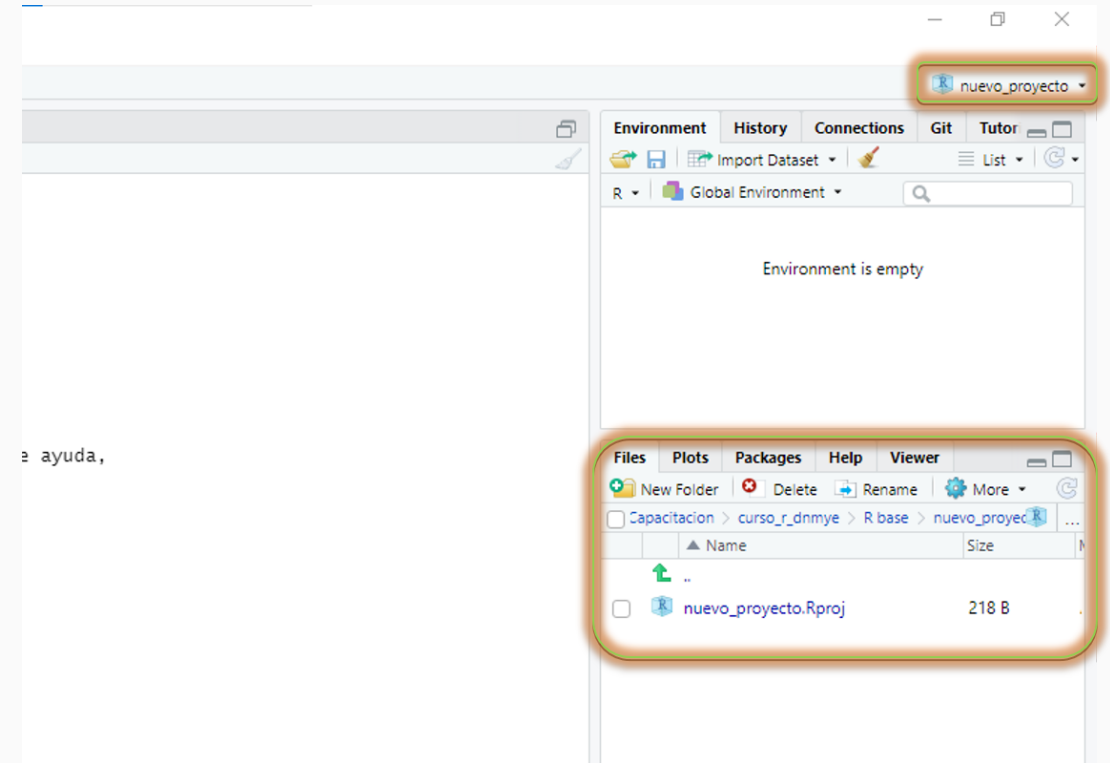 nuevo_proyecto
Environment History Connections Git Tutor
Import Dataset List
R Global Environment
Environment is empty
e ayuda,
Files Plots Packages Help Viewer
New Folder Delete Rename More
Capacitacion > curso_r_dnmye > R base > nuevo_proyec R ...
Name Size
..
R nuevo_proyecto.Rproj 218 B